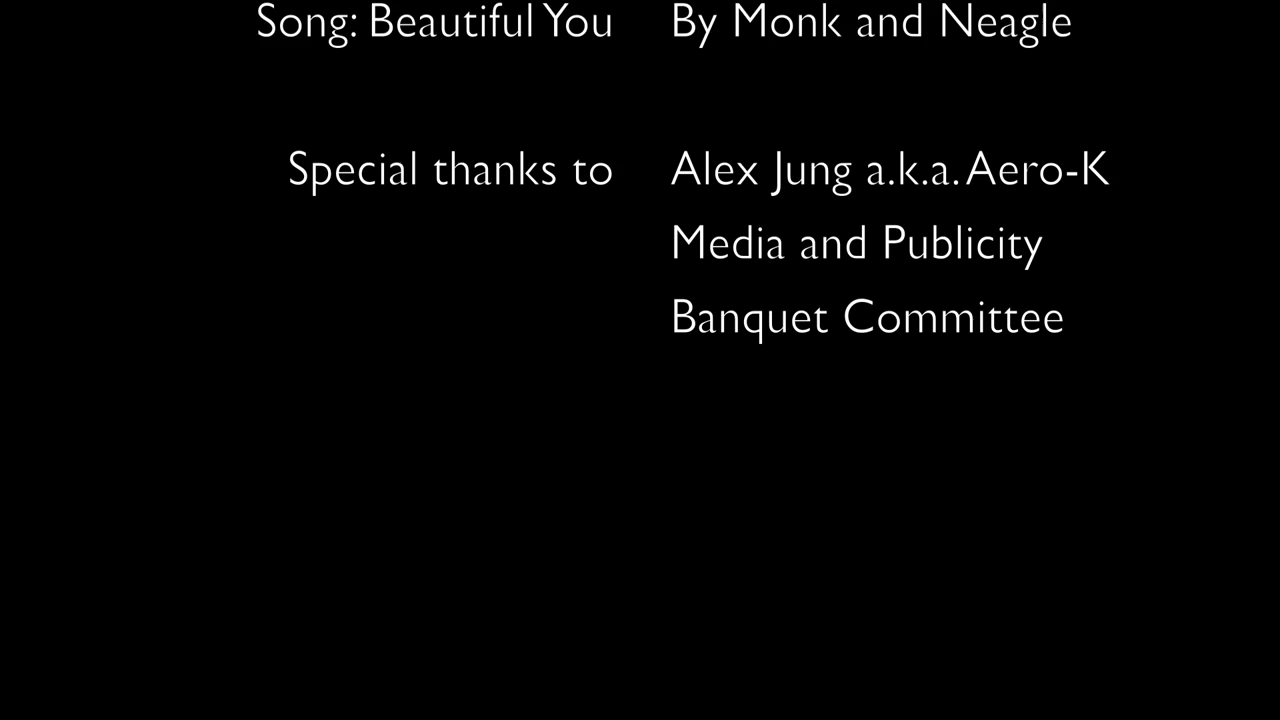 Song: Beautiful You By Monk and Neagle
Special thanks to Alex Jung a.k.a. Aero-K
Media and Publicity
Banquet Committee